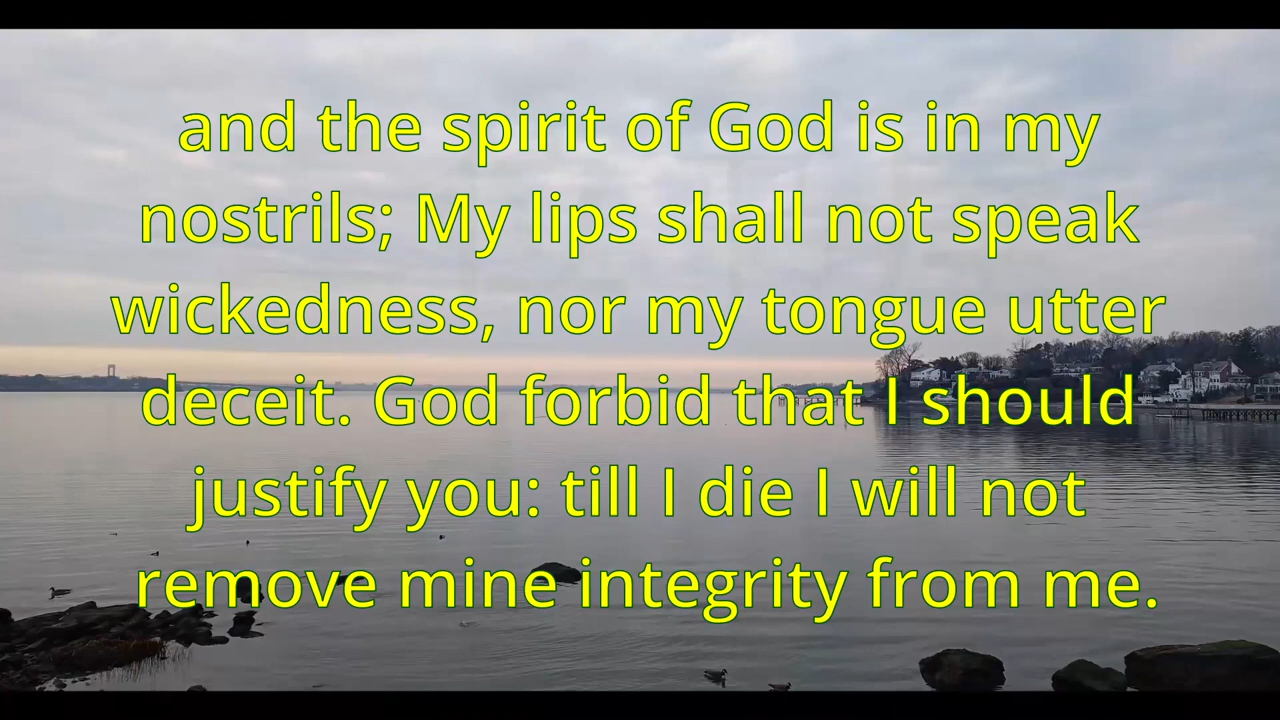 and the spirit of God is in my
nostrils; My lips shall not speak
wickedness, nor my tongue utter
deceit. God forbid that I should
justify you: till I die I will not
remove mine integrity from me.